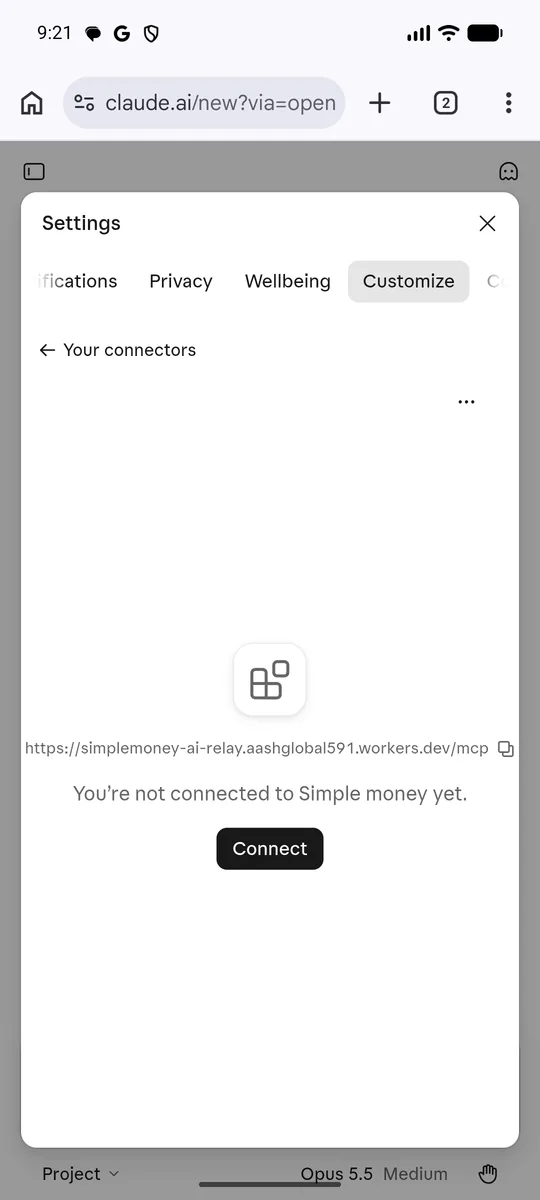 9:21
claude.ai/new?via=open
2
Settings
ifications Privacy Wellbeing Customize Co
Your connectors
https://simplemoney-ai-relay.aashglobal591.workers.dev/mcp
You’re not connected to Simple money yet.
Connect
Project Opus 5.5 Medium